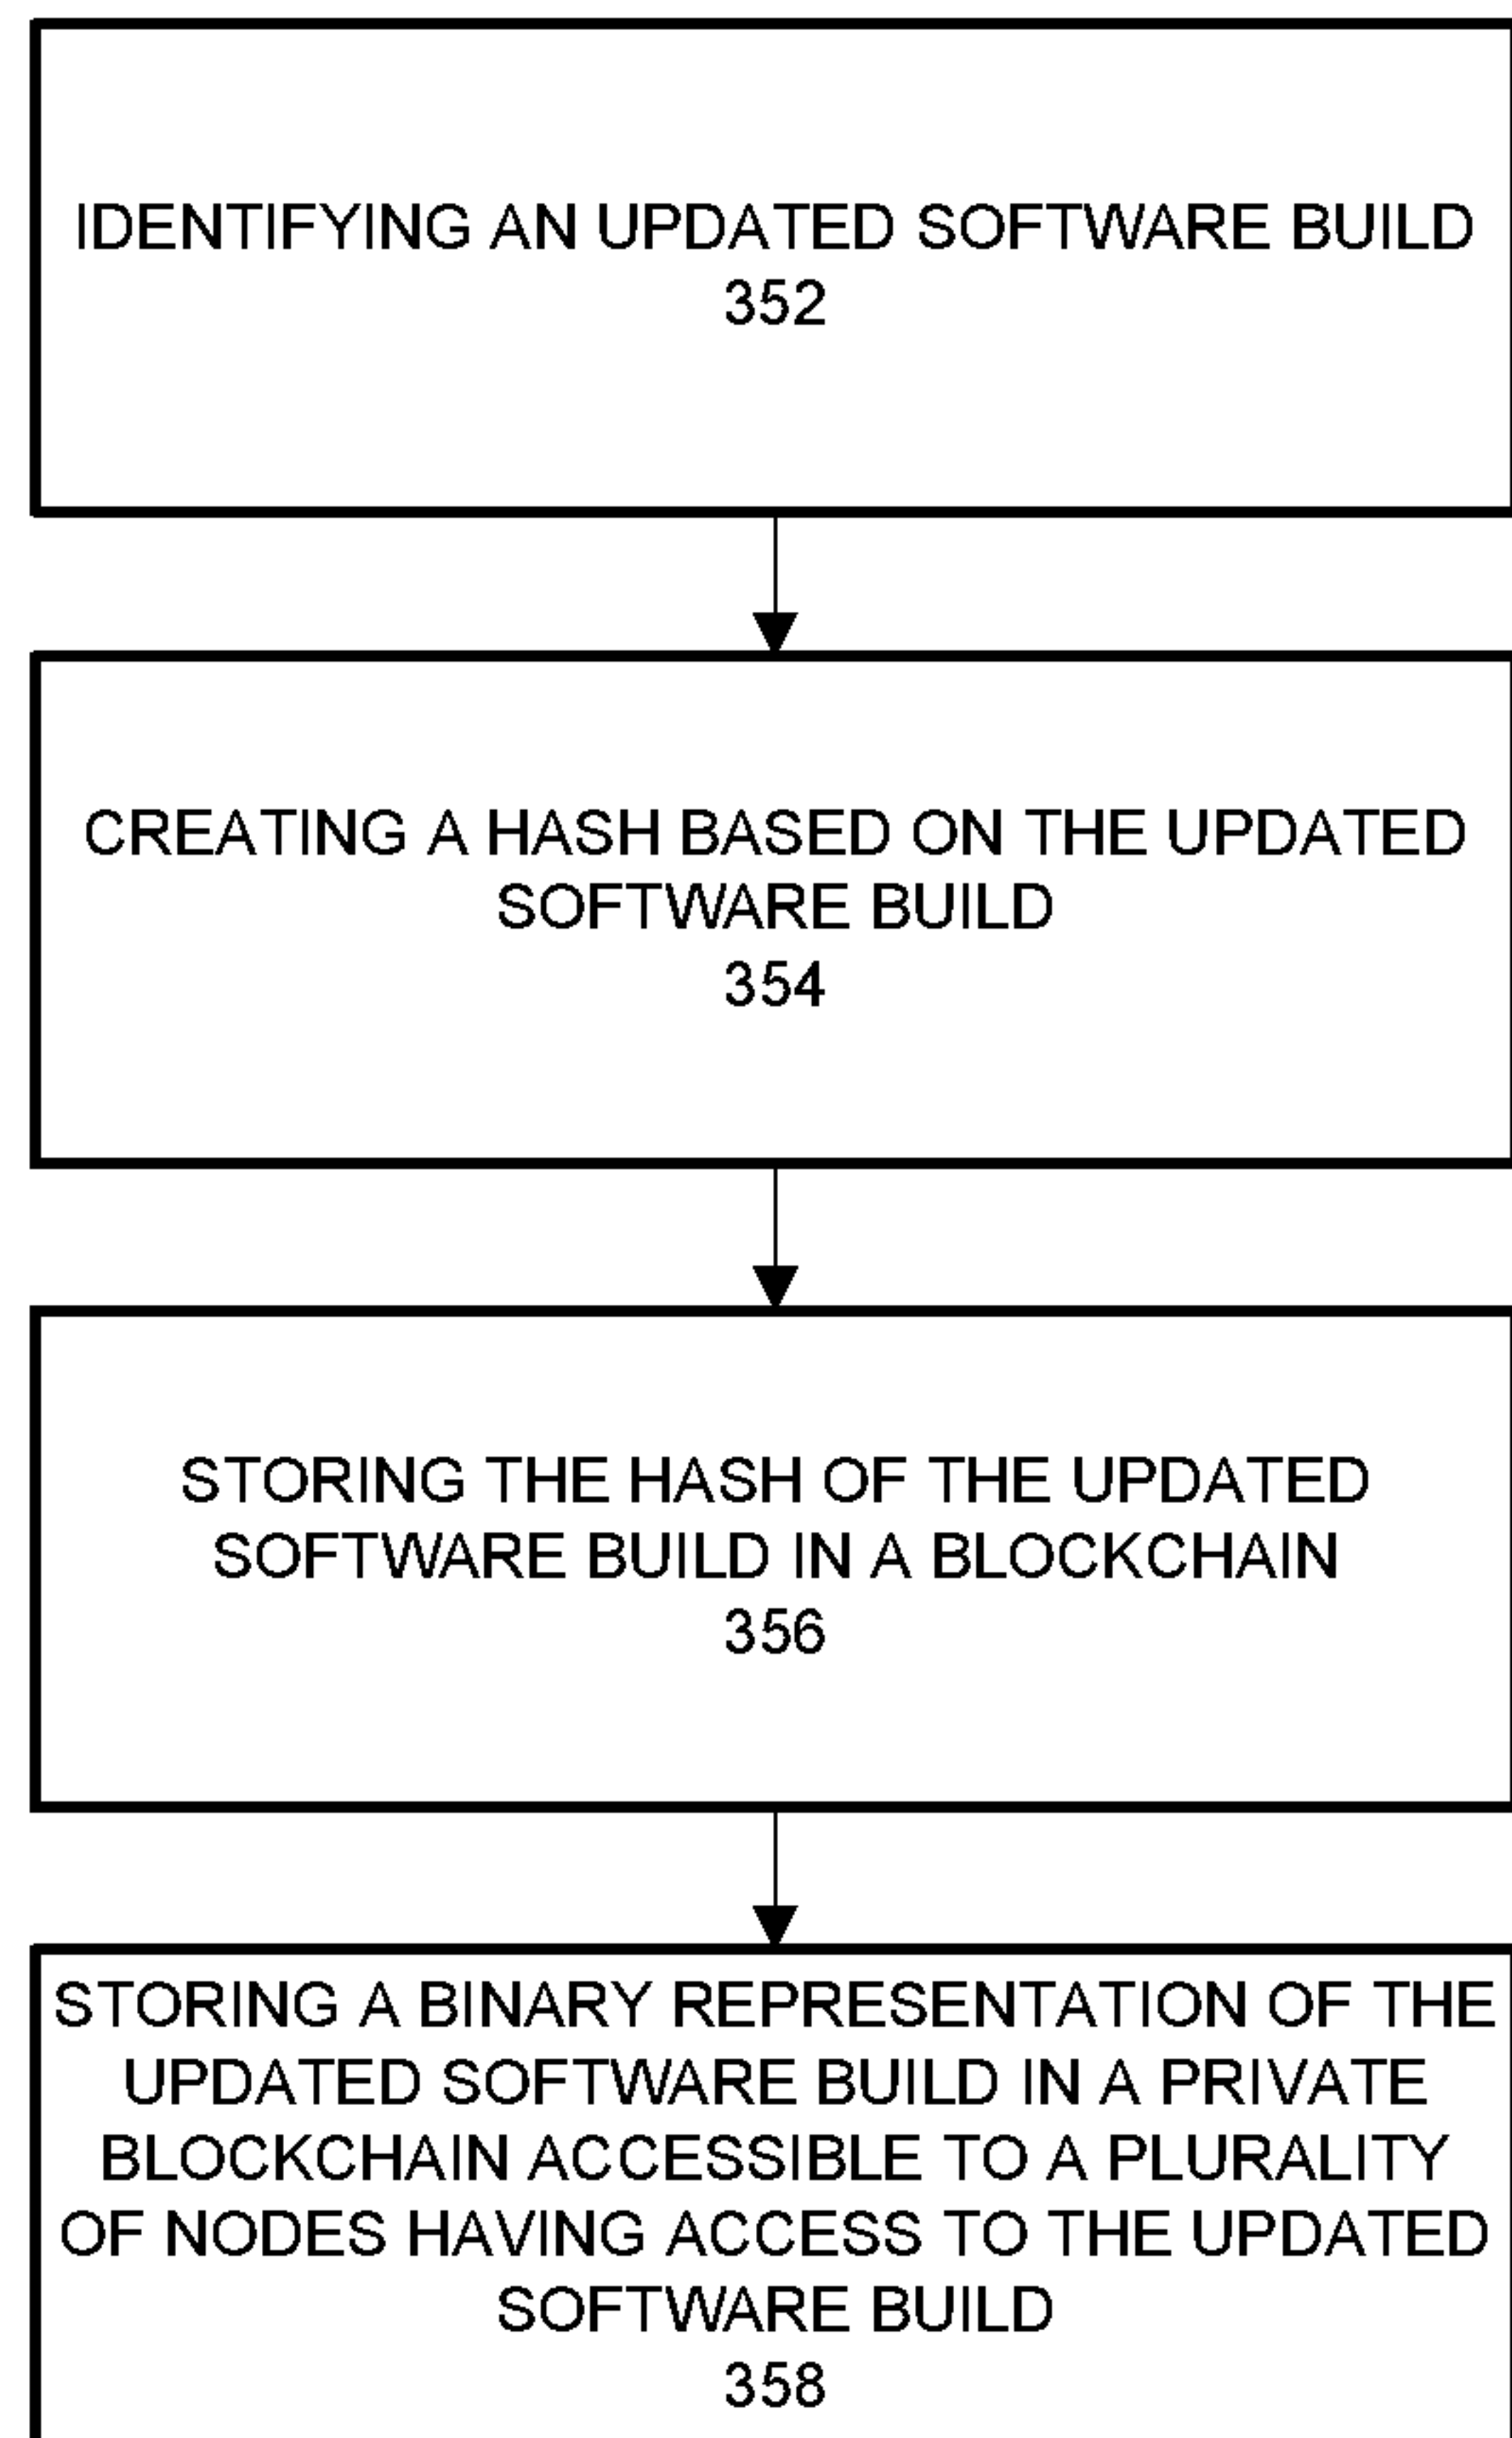 IDENTIFYING AN UPDATED SOFTWARE BUILD
352
CREATING A HASH BASED ON THE UPDATED
SOFTWARE BUILD
354
STORING THE HASH OF THE UPDATED
SOFTWARE BUILD IN A BLOCKCHAIN
356
STORING A BINARY REPRESENTATION OF THE
UPDATED SOFTWARE BUILD IN A PRIVATE
BLOCKCHAIN ACCESSIBLE TO A PLURALITY
OF NODES HAVING ACCESS TO THE UPDATED
SOFTWARE BUILD
358